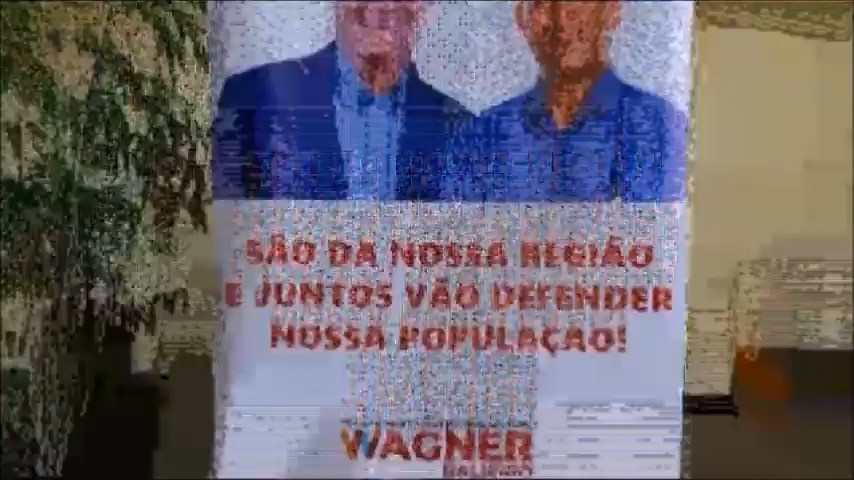 SÃO DA NOSSA REGIÃO
E JUNTOS VÃO DEFENDER
NOSSA POPULAÇÃO!
WAGNER